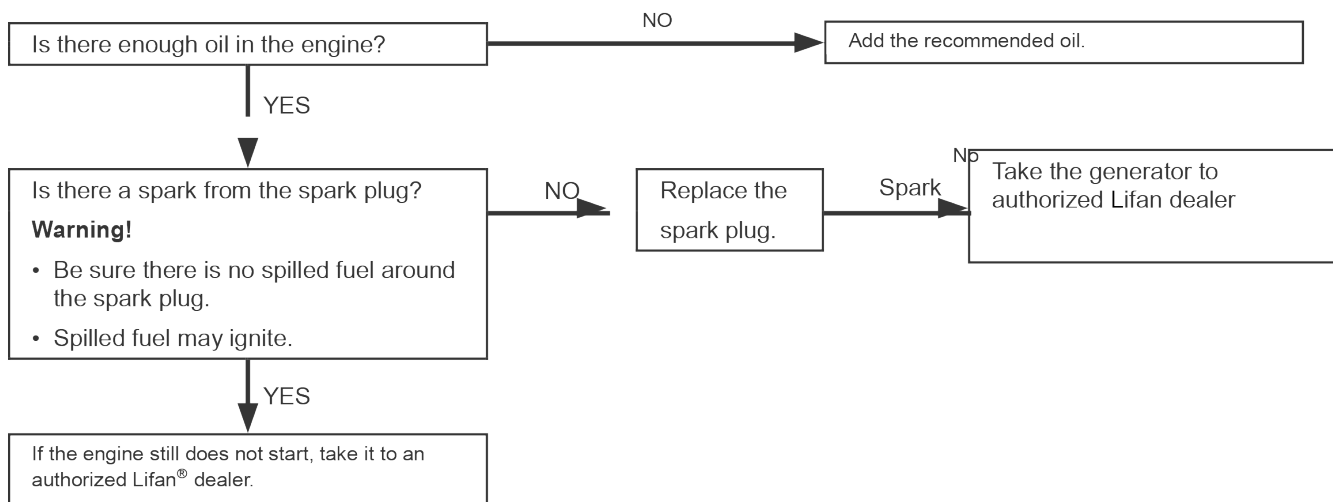 Is there enough oil in the engine?
NO
Add the recommended oil.
YES
Is there a spark from the spark plug?
Warning!
• Be sure there is no spilled fuel around
the spark plug.
• Spilled fuel may ignite.
NO
Replace the
spark plug.
No
Spark
Take the generator to
authorized Lifan dealer
YES
If the engine still does not start, take it to an
authorized Lifan® dealer.